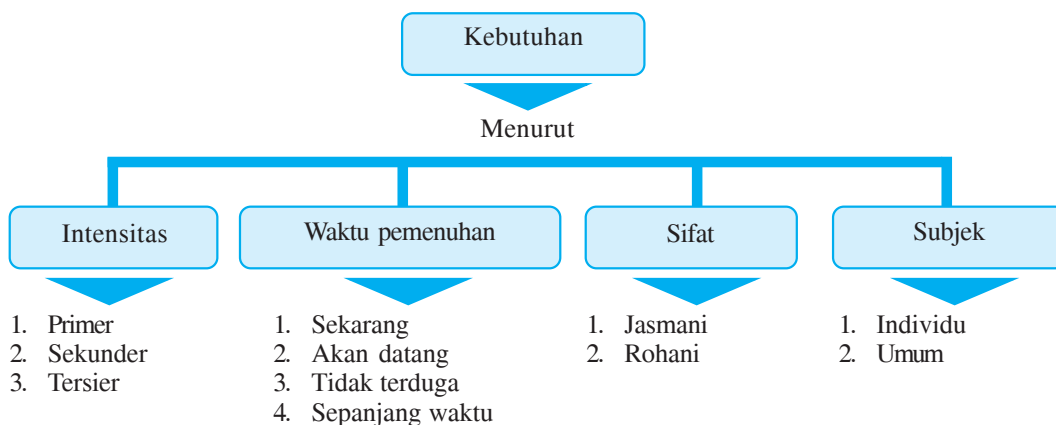 Kebutuhan
Menurut
Intensitas
1. Primer
2. Sekunder
3. Tersier
Waktu pemenuhan
1. Sekarang
2. Akan datang
3. Tidak terduga
4. Sepanjang waktu
Sifat
1. Jasmani
2. Rohani
Subjek
1. Individu
2. Umum